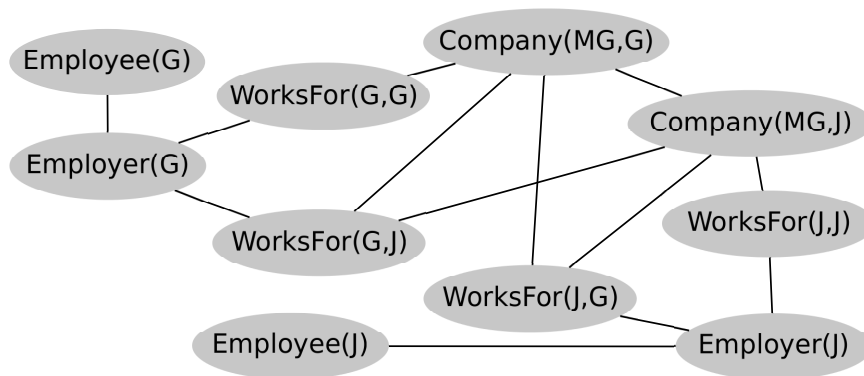 Employee(G)
Company(MG,G)
WorksFor(G,G)
Company(MG,J)
Employer(G)
WorksFor(J,J)
WorksFor(G,J)
WorksFor(J,G)
Employee(J)
Employer(J)